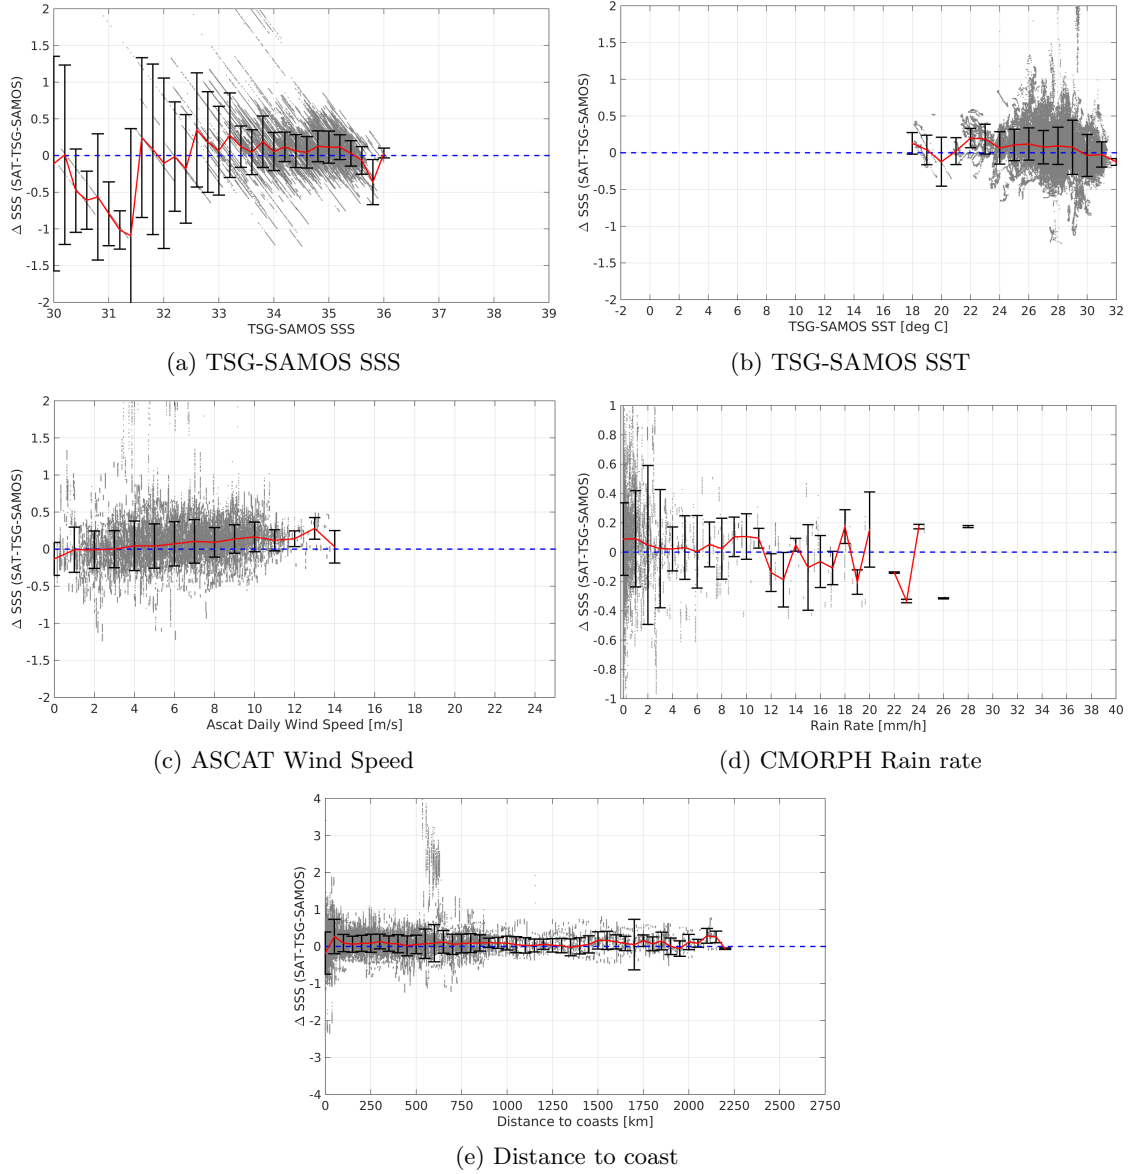 2
1.5
1
0.5
0
-0.5
-1
-1.5
-2
Δ SSS (SAT-TSG-SAMOS)
30 31 32 33 34 35 36 37 38 39
TSG-SAMOS SSS
(a) TSG-SAMOS SSS
2
1.5
1
0.5
0
-0.5
-1
-1.5
-2
Δ SSS (SAT-TSG-SAMOS)
-2 0 2 4 6 8 10 12 14 16 18 20 22 24 26 28 30 32
TSG-SAMOS SST [deg C]
(b) TSG-SAMOS SST
2
1.5
1
0.5
0
-0.5
-1
-1.5
-2
Δ SSS (SAT-TSG-SAMOS)
0 2 4 6 8 10 12 14 16 18 20 22 24
Ascat Daily Wind Speed [m/s]
(c) ASCAT Wind Speed
1
0.8
0.6
0.4
0.2
0
-0.2
-0.4
-0.6
-0.8
-1
Δ SSS (SAT-TSG-SAMOS)
0 2 4 6 8 10 12 14 16 18 20 22 24 26 28 30 32 34 36 38 40
Rain Rate [mm/h]
(d) CMORPH Rain rate
4
3
2
1
0
-1
-2
-3
-4
Δ SSS (SAT-TSG-SAMOS)
0 250 500 750 1000 1250 1500 1750 2000 2250 2500 2750
Distance to coasts [km]
(e) Distance to coast